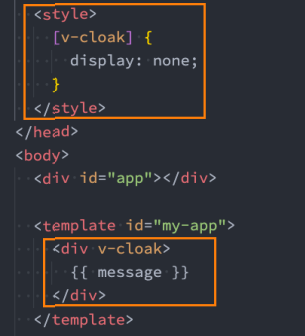 <style>
[v-cloak] {
display: none;
}
</style>
</head>
<body>
<div id="app"></div>
<template id="my-app">
<div v-cloak>
{{ message }}
</div>
</template>